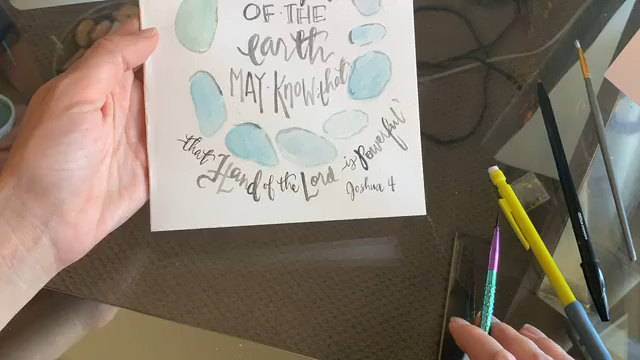 OF·THE
earth
MAY·KNOW·that
that Hand of the Lord is Powerful"
Joshua 4